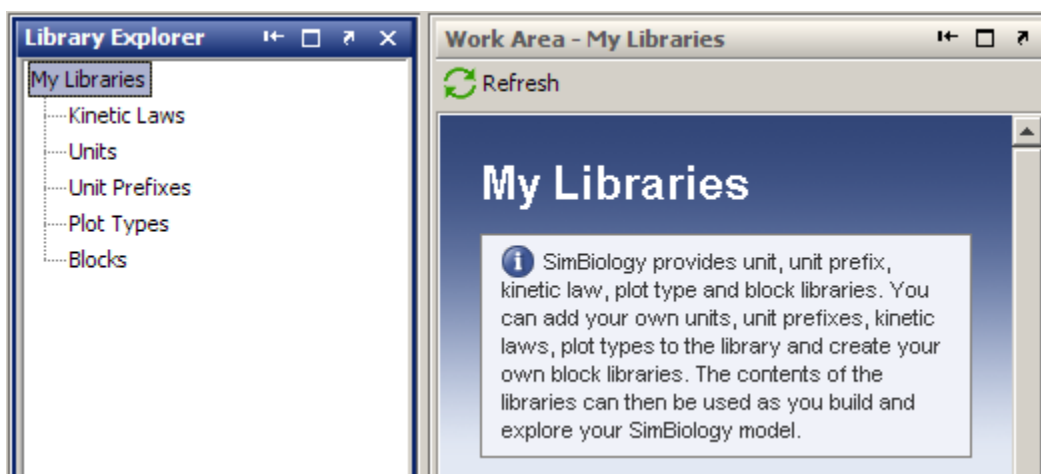 Library Explorer
My Libraries
Kinetic Laws
Units
Unit Prefixes
Plot Types
Blocks
Work Area - My Libraries
Refresh
My Libraries
SimBiology provides unit, unit prefix,
kinetic law, plot type and block libraries. You
can add your own units, unit prefixes, kinetic
laws, plot types to the library and create your
own block libraries. The contents of the
libraries can then be used as you build and
explore your SimBiology model.